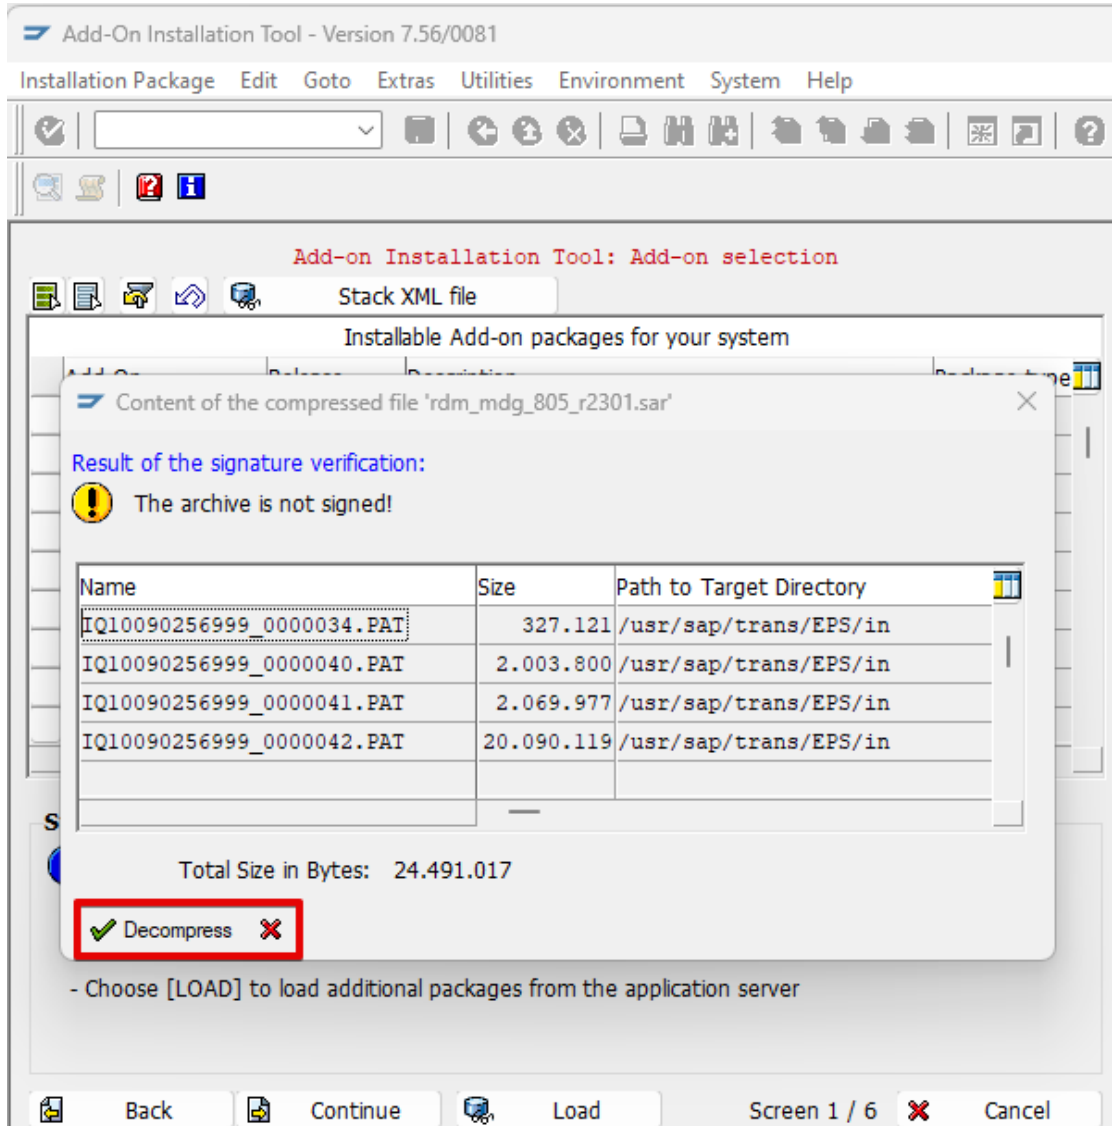 Add-On Installation Tool - Version 7.56/0081
Installation Package Edit Goto Extras Utilities Environment System Help
Add-on Installation Tool: Add-on selection
Stack XML file
Installable Add-on packages for your system
Add-On Release Description Package type
Content of the compressed file 'rdm_mdg_805_r2301.sar'
Result of the signature verification:
The archive is not signed!
Name Size Path to Target Directory
IQ10090256999_0000034.PAT 327.121 /usr/sap/trans/EPS/in
IQ10090256999_0000040.PAT 2.003.800 /usr/sap/trans/EPS/in
IQ10090256999_0000041.PAT 2.069.977 /usr/sap/trans/EPS/in
IQ10090256999_0000042.PAT 20.090.119 /usr/sap/trans/EPS/in
S
Total Size in Bytes: 24.491.017
Decompress
- Choose [LOAD] to load additional packages from the application server
Back Continue Load Screen 1 / 6 Cancel